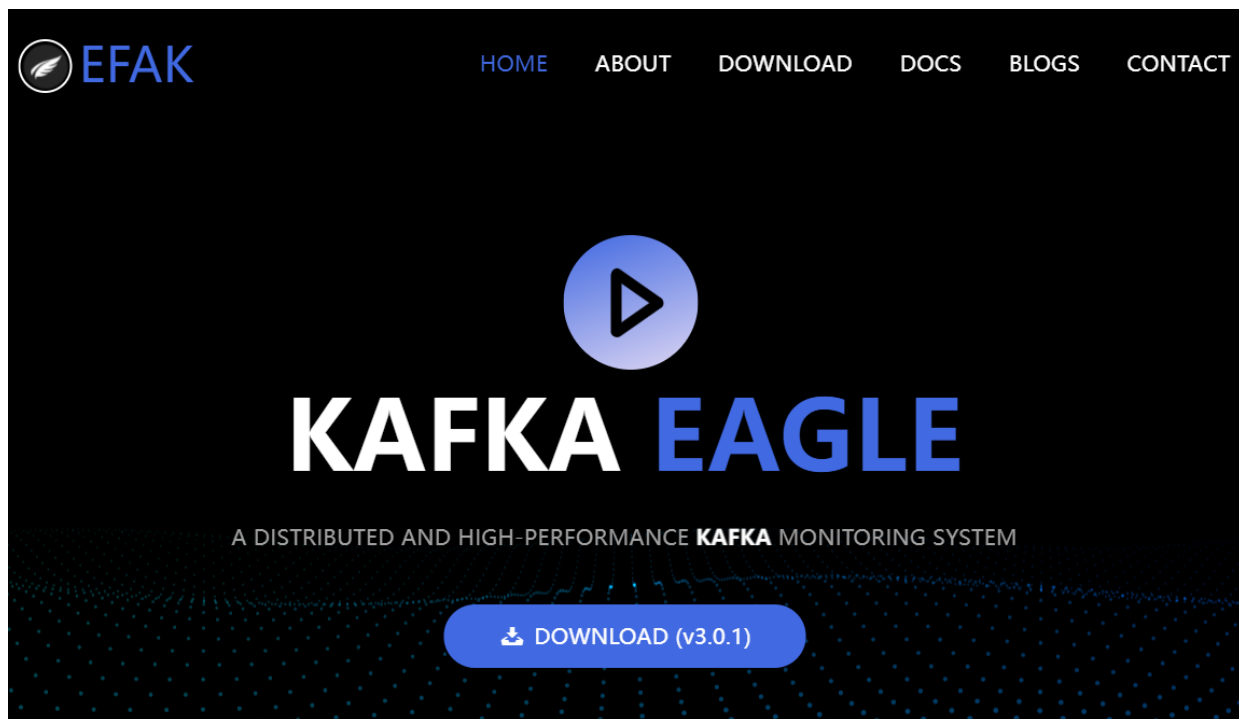 EFAK HOME ABOUT DOWNLOAD DOCS BLOGS CONTACT
KAFKA EAGLE
A DISTRIBUTED AND HIGH-PERFORMANCE KAFKA MONITORING SYSTEM
DOWNLOAD (v3.0.1)